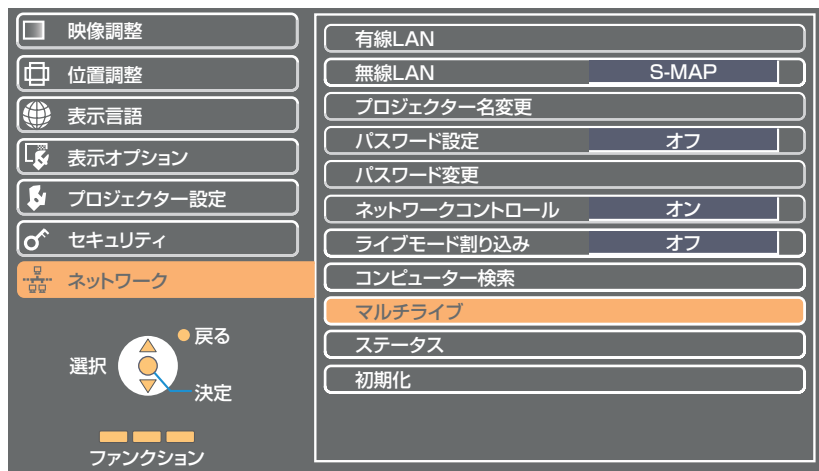 映像調整
位置調整
表示言語
表示オプション
プロジェクター設定
セキュリティ
ネットワーク
戻る
選択
決定
ファンクション
有線LAN
無線LAN S-MAP
プロジェクター名変更
パスワード設定 オフ
パスワード変更
ネットワークコントロール オン
ライブモード割り込み オフ
コンピューター検索
マルチライブ
ステータス
初期化